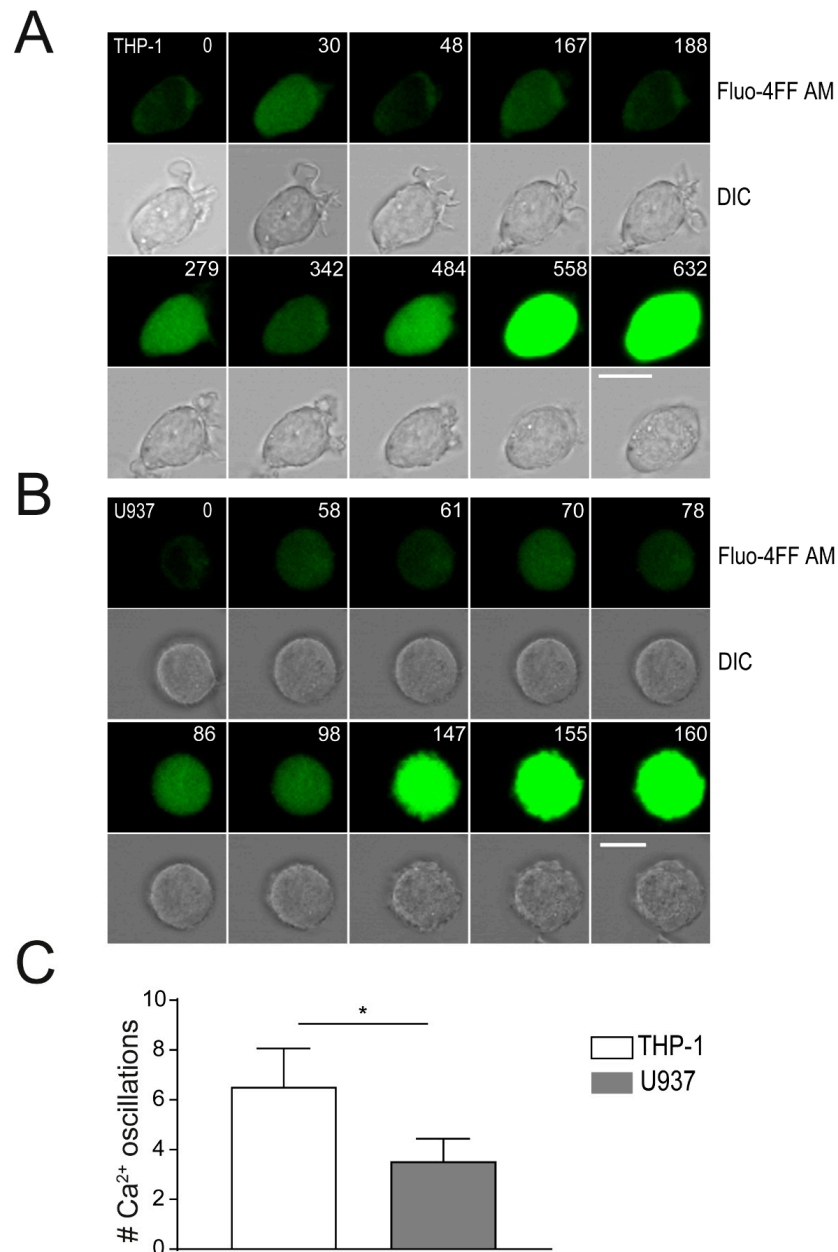 A
THP-1 0 30 48 167 188
Fluo-4FF AM
DIC
279 342 484 558 632
B
U937 0 58 61 70 78
Fluo-4FF AM
DIC
86 98 147 155 160
C
# Ca²⁺ oscillations
10
8
6
4
2
0
*
THP-1
U937